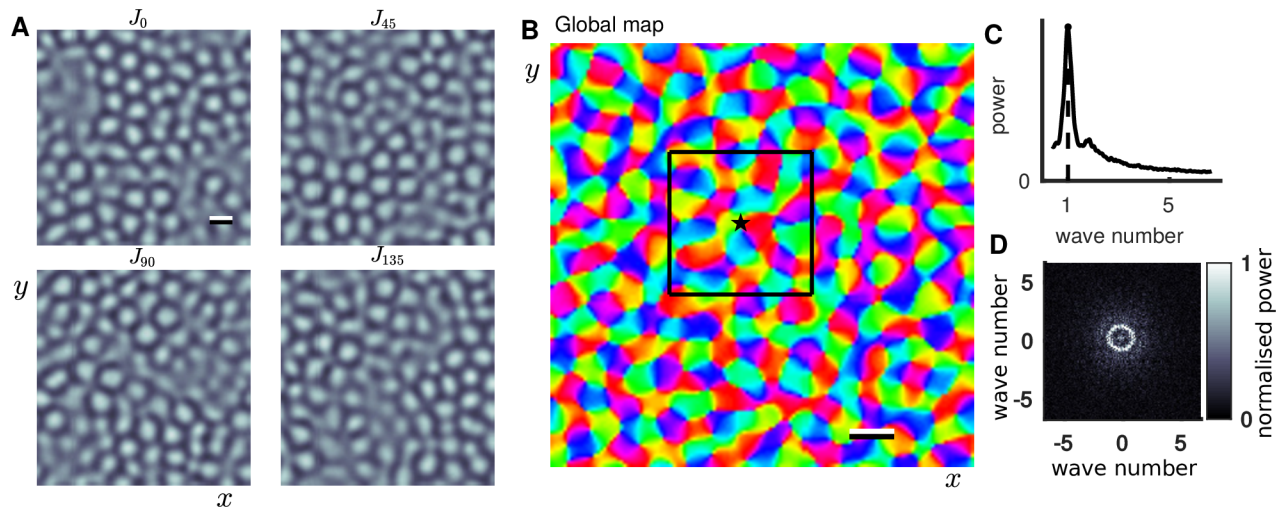 A
J0
J45
J90
J135
y
x
B Global map
y
x
C
power
0
1 5
wave number
D
wave number
5
0
-5
-5 0 5
wave number
1
0
normalised power